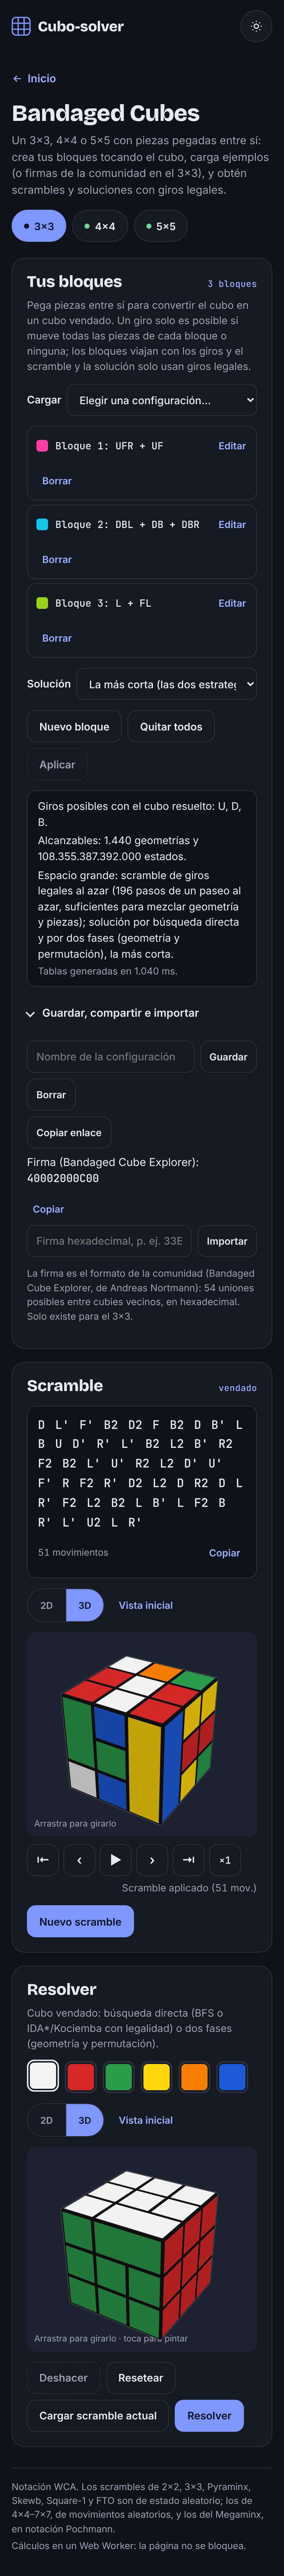 Cubo-solver
← Inicio
Bandaged Cubes
Un 3×3, 4×4 o 5×5 con piezas pegadas entre sí:
crea tus bloques tocando el cubo, carga ejemplos
(o firmas de la comunidad en el 3×3), y obtén
scrambles y soluciones con giros legales.
3×3 4×4 5×5
Tus bloques 3 bloques
Pega piezas entre sí para convertir el cubo en
un cubo vendado. Un giro solo es posible si
mueve todas las piezas de cada bloque o
ninguna; los bloques viajan con los giros y el
scramble y la solución solo usan giros legales.
Cargar Elegir una configuración...
Bloque 1: UFR + UF Editar
Borrar
Bloque 2: DBL + DB + DBR Editar
Borrar
Bloque 3: L + FL Editar
Borrar
Solución La más corta (las dos estrateg
Nuevo bloque Quitar todos
Aplicar
Giros posibles con el cubo resuelto: U, D,
B.
Alcanzables: 1.440 geometrías y
108.355.387.392.000 estados.
Espacio grande: scramble de giros
legales al azar (196 pasos de un paseo al
azar, suficientes para mezclar geometría
y piezas); solución por búsqueda directa
y por dos fases (geometría y
permutación), la más corta.
Tablas generadas en 1.040 ms.
Guardar, compartir e importar
Nombre de la configuración Guardar
Borrar
Copiar enlace
Firma (Bandaged Cube Explorer):
40002000C00
Copiar
Firma hexadecimal, p. ej. 33E Importar
La firma es el formato de la comunidad (Bandaged
Cube Explorer, de Andreas Nortmann): 54 uniones
posibles entre cubies vecinos, en hexadecimal.
Solo existe para el 3×3.
Scramble vendado
D L' F' B2 D2 F B2 D B' L
B U D' R' L' B2 L2 B' R2
F2 B2 L' U' R2 L2 D' U'
F' R F2 R' D2 L2 D R2 D L
R' F2 L2 B2 L B' L F2 B
R' L' U2 L R'
51 movimientos Copiar
2D 3D Vista inicial
Arrastra para girarlo
×1
Scramble aplicado (51 mov.)
Nuevo scramble
Resolver
Cubo vendado: búsqueda directa (BFS o
IDA*/Kociemba con legalidad) o dos fases
(geometría y permutación).
2D 3D Vista inicial
Arrastra para girarlo · toca para pintar
Deshacer Resetear
Cargar scramble actual Resolver
Notación WCA. Los scrambles de 2×2, 3×3, Pyraminx,
Skewb, Square-1 y FTO son de estado aleatorio; los de
4×4–7×7, de movimientos aleatorios, y los del Megaminx,
en notación Pochmann.
Cálculos en un Web Worker: la página no se bloquea.